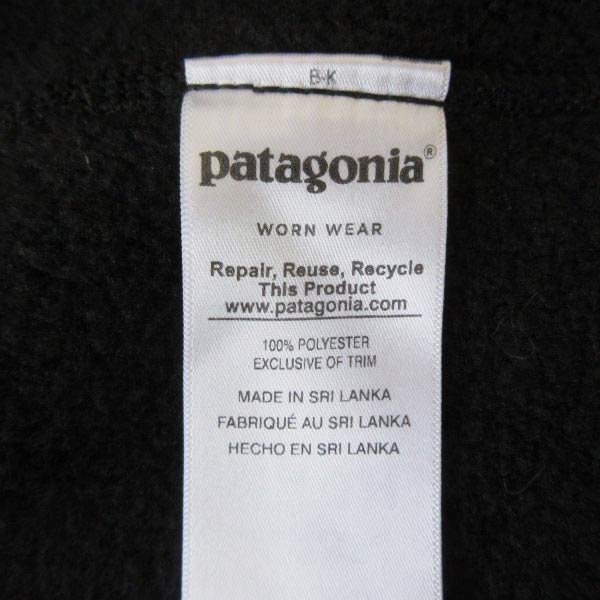 B-K
patagonia®
WORN WEAR
Repair, Reuse, Recycle
This Product
www.patagonia.com
100% POLYESTER
EXCLUSIVE OF TRIM
MADE IN SRI LANKA
FABRIQUÉ AU SRI LANKA
HECHO EN SRI LANKA